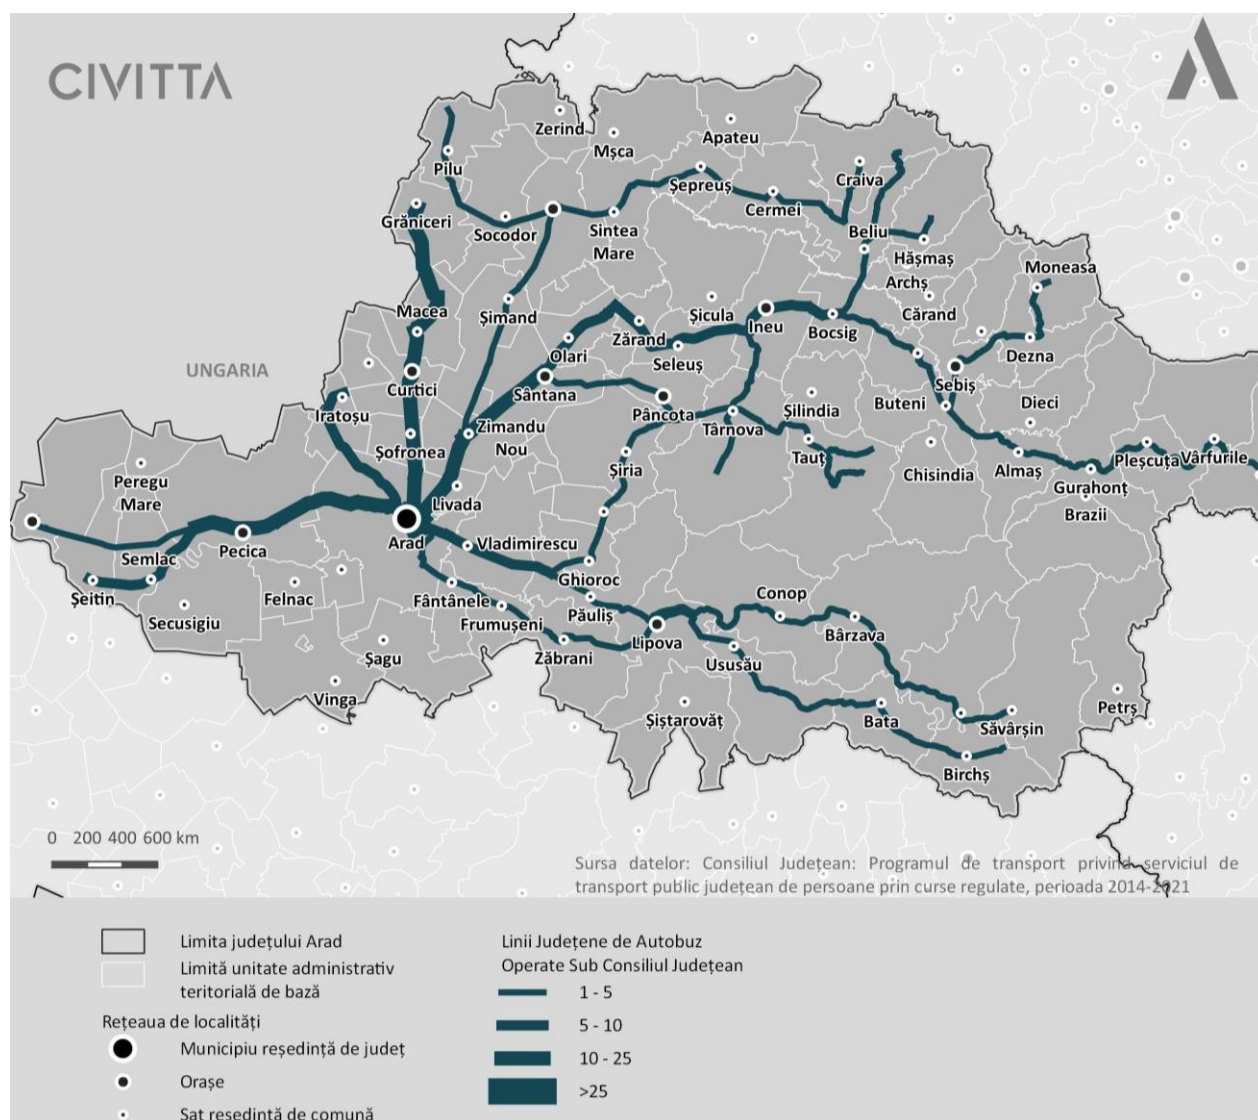 CIVITTA
Zerind
Mșca
Apateu
Pilu
Craiva
Șepreuș
Cermei
Grăniceri
Socodor
Sintea
Mare
Beliu
Hășmaș
Archș
Moneasa
Cărand
Macea
Șimand
Șicula
Ineu
Bocsig
Zărand
Olari
Seleuș
Dezna
UNGARIA
Curtici
Sântana
Sebiș
Iratoșu
Pâncota
Târnova
Șilindia
Buteni
Dieci
Zimandu
Nou
Șofronea
Șiria
Tauț
Chisindia
Almaș
Pleșcuța
Vârfurile
Gurahonț
Brazii
Peregu
Mare
Livada
Arad
Vladimirescu
Pecica
Semlac
Ghioroc
Șeitin
Felnac
Fântânele
Păuliș
Conop
Secusigiu
Frumușeni
Bârzava
Zăbrani
Lipova
Ususău
Șagu
Vinga
Șiștarovăț
Bata
Săvârșin
Petrș
Birchș
0 200 400 600 km
Sursa datelor: Consiliul Județean: Programul de transport privind serviciul de
transport public județean de persoane prin curse regulate, perioada 2014-2021
Limita județului Arad
Limită unitate administrativ
teritorială de bază
Rețeaua de localități
Municipiu reședință de județ
Orașe
Sat reședință de comună
Linii Județene de Autobuz
Operate Sub Consiliul Județean
1 - 5
5 - 10
10 - 25
>25